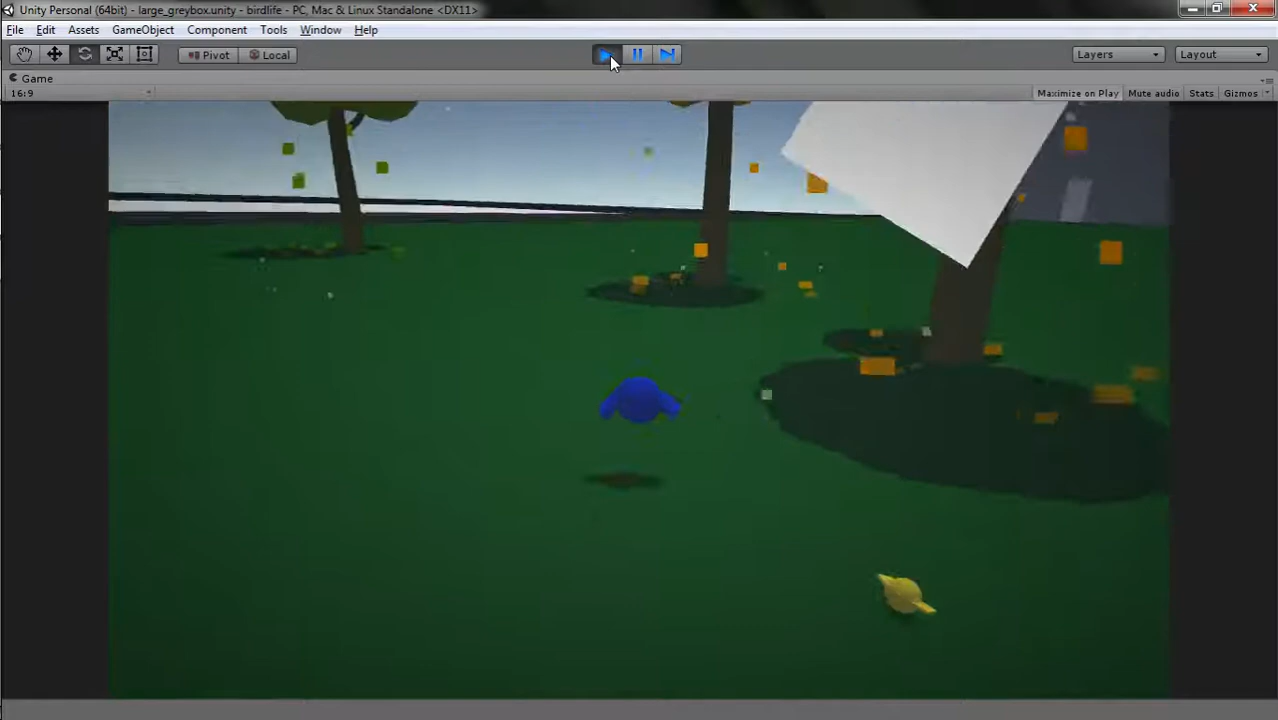 Unity Personal (64bit) - large_greybox.unity - birdlife - PC, Mac & Linux Standalone <DX11>
File Edit Assets GameObject Component Tools Window Help
Pivot Local Layers Layout
Game
16:9 Maximize on Play Mute audio Stats Gizmos